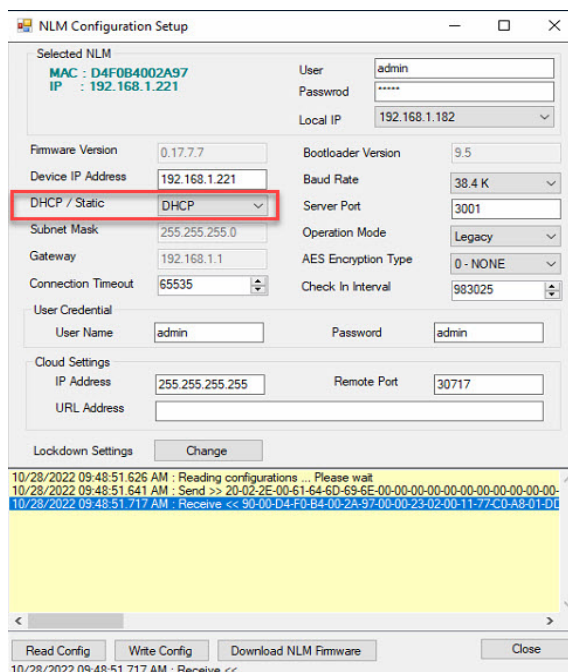 NLM Configuration Setup
Selected NLM
MAC : D4F0B4002A97
IP : 192.168.1.221
User admin
Passwrod *****
Local IP 192.168.1.182
Firmware Version 0.17.7.7 Bootloader Version 9.5
Device IP Address 192.168.1.221 Baud Rate 38.4 K
DHCP / Static DHCP Server Port 3001
Subnet Mask 255.255.255.0 Operation Mode Legacy
Gateway 192.168.1.1 AES Encryption Type 0 - NONE
Connection Timeout 65535 Check In Interval 983025
User Credential
User Name admin Password admin
Cloud Settings
IP Address 255.255.255.255 Remote Port 30717
URL Address
Lockdown Settings Change
10/28/2022 09:48:51.626 AM : Reading configurations ... Please wait
10/28/2022 09:48:51.641 AM : Send >> 20-02-2E-00-61-64-6D-69-6E-00-00-00-00-00-00-00-00-00-00-
10/28/2022 09:48:51.717 AM : Receive << 90-00-D4-F0-B4-00-2A-97-00-00-23-02-00-11-77-C0-A8-01-DD
Read Config Write Config Download NLM Firmware Close
10/28/2022 09:48:51.717 AM : Receive <<